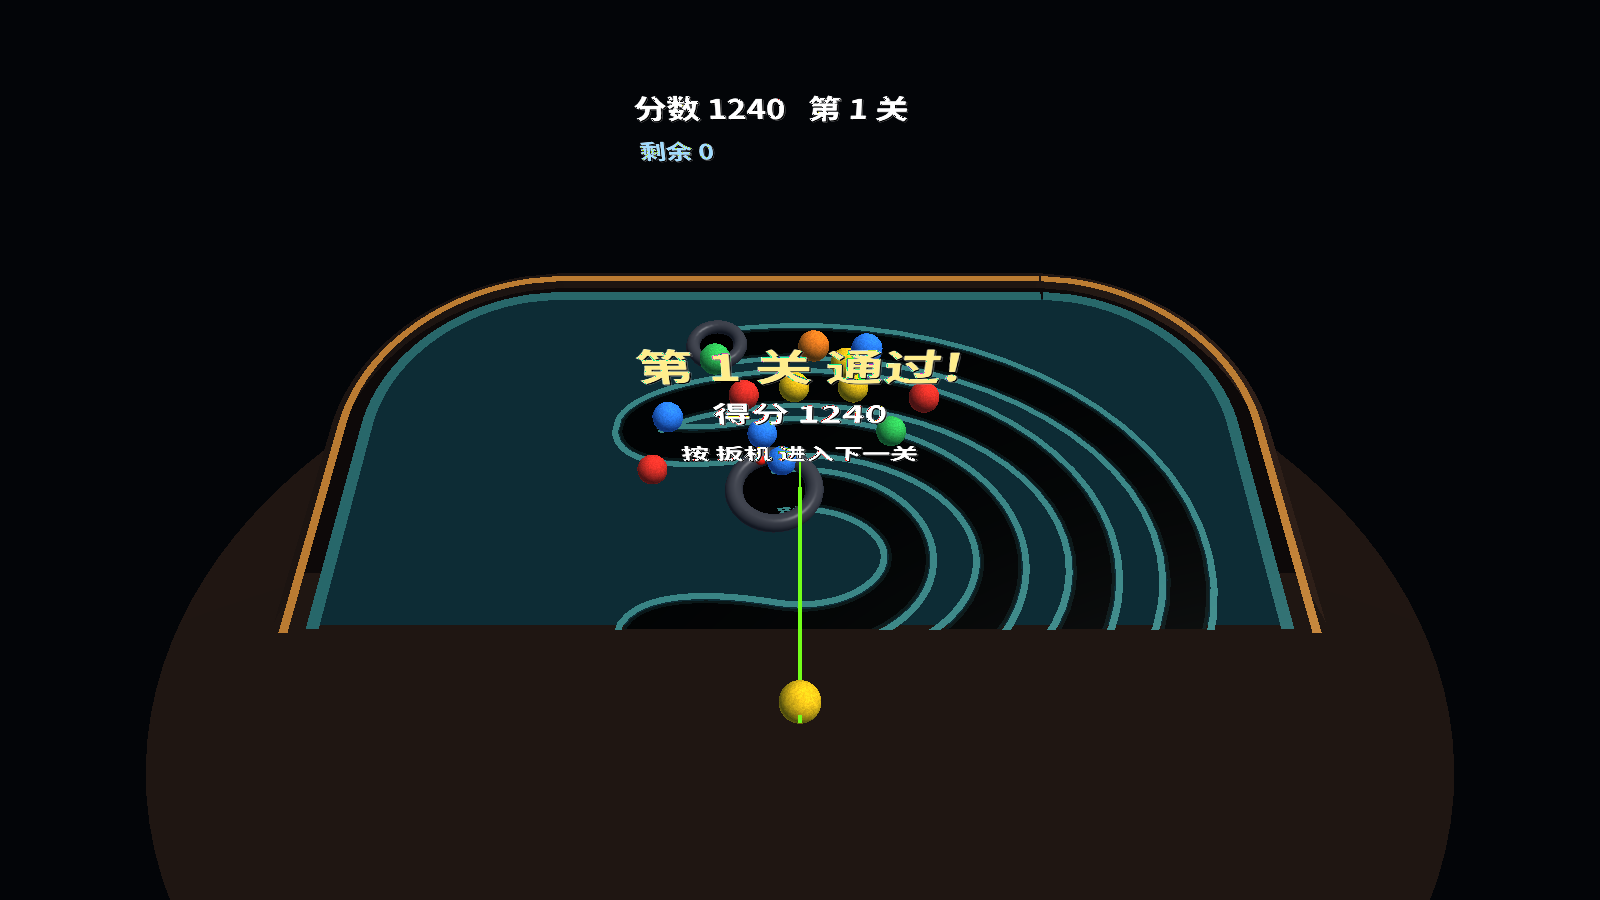 分数 1240 第 1 关
剩余 0
第 1 关 通过!
得分 1240
按 扳机 进入下一关